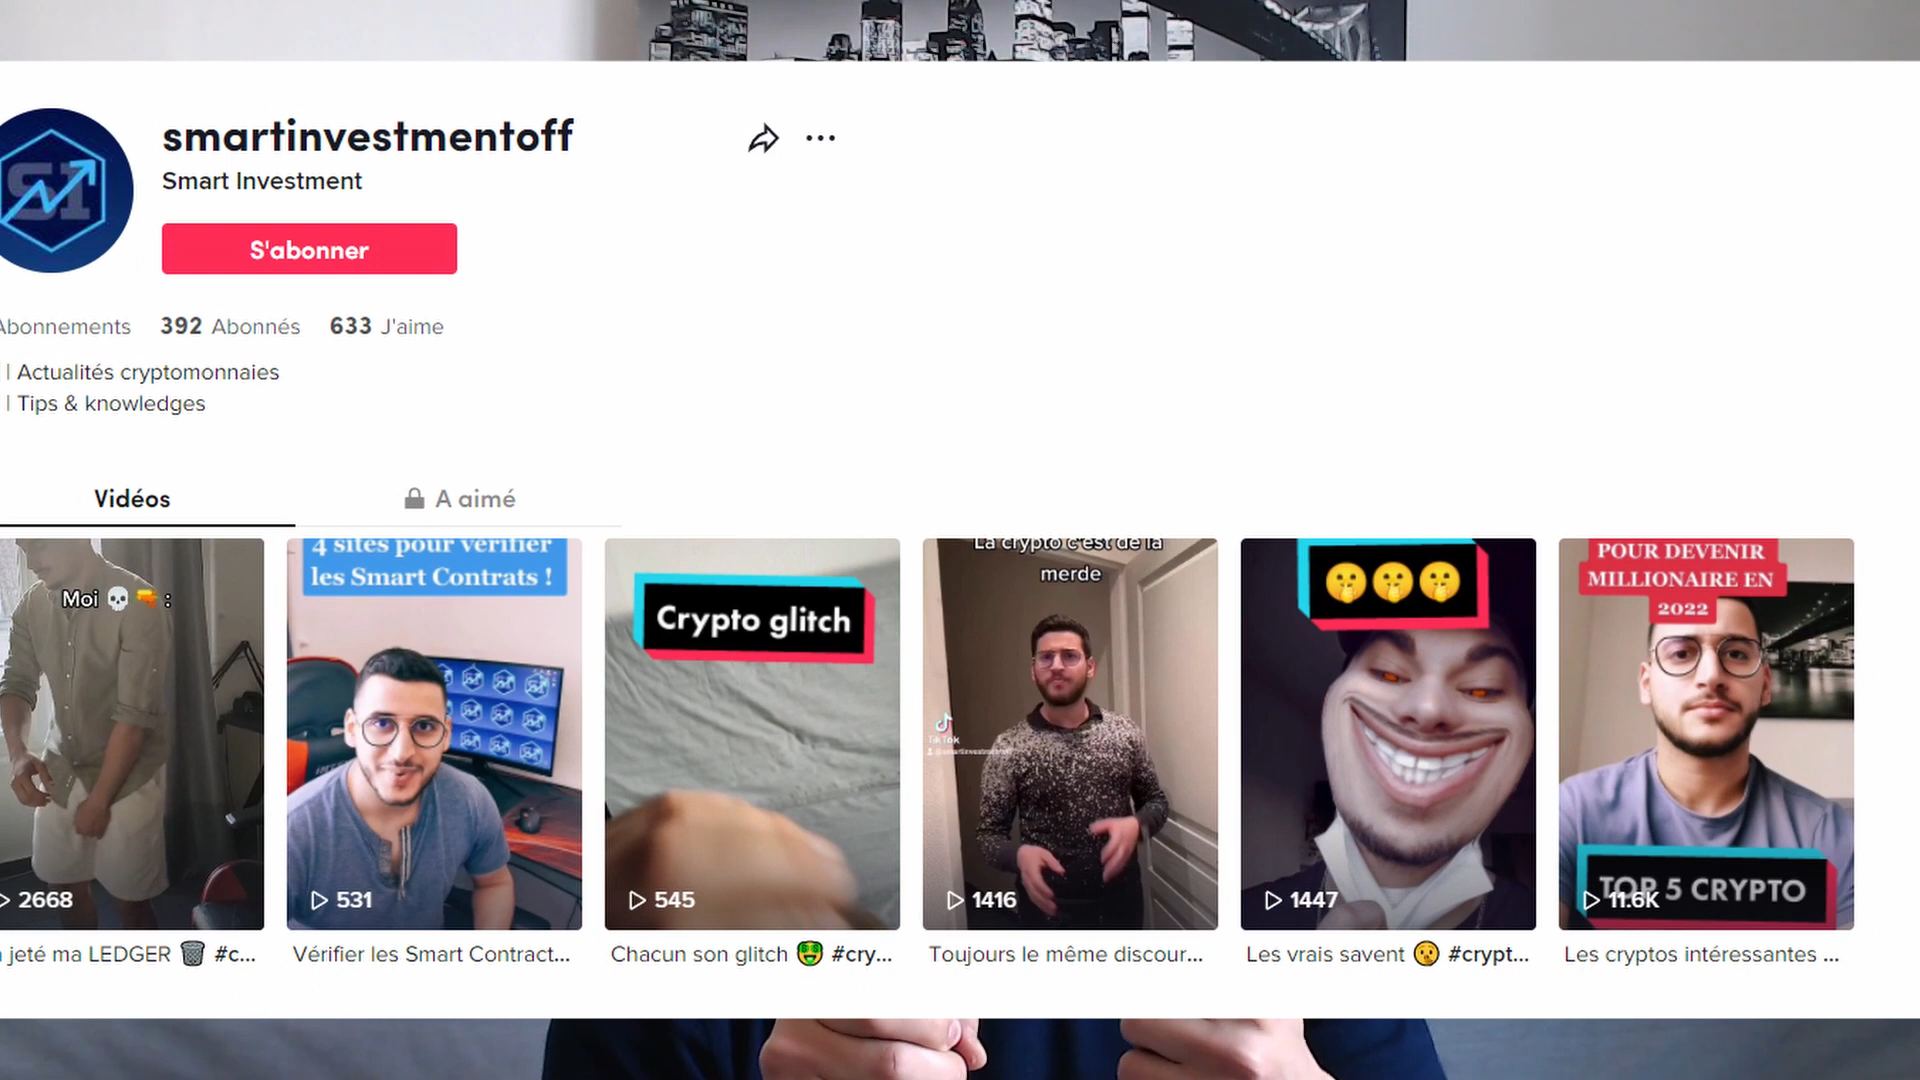 smartinvestmentoff
Smart Investment
SI
S'abonner
Abonnements 392 Abonnés 633 J'aime
| Actualités cryptomonnaies
| Tips & knowledges
Vidéos
A aimé
Moi 💀 🔫 :
2668
jeté ma LEDGER 🗑️ #c...
4 sites pour vérifier
les Smart Contrats !
531
Vérifier les Smart Contract...
Crypto glitch
545
Chacun son glitch 🤑 #cry...
La crypto c'est de la
merde
TikTok
1416
Toujours le même discour...
🤫🤫🤫
1447
Les vrais savent 🤫 #crypt...
POUR DEVENIR
MILLIONAIRE EN
2022
TOP 5 CRYPTO
11.6K
Les cryptos intéressantes ...